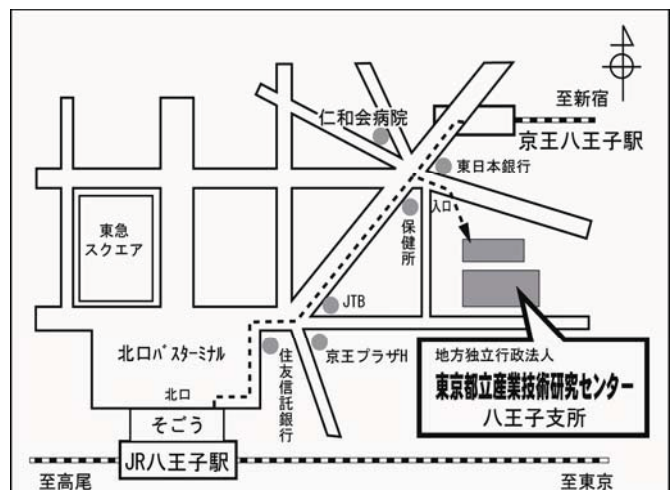 至新宿
仁和会病院
京王八王子駅
東日本銀行
入口
保健所
東急
スクエア
JTB
北口バスターミナル
住友信託銀行
京王プラザH
地方独立行政法人
東京都立産業技術研究センター
八王子支所
北口
そごう
JR八王子駅
至高尾
至東京